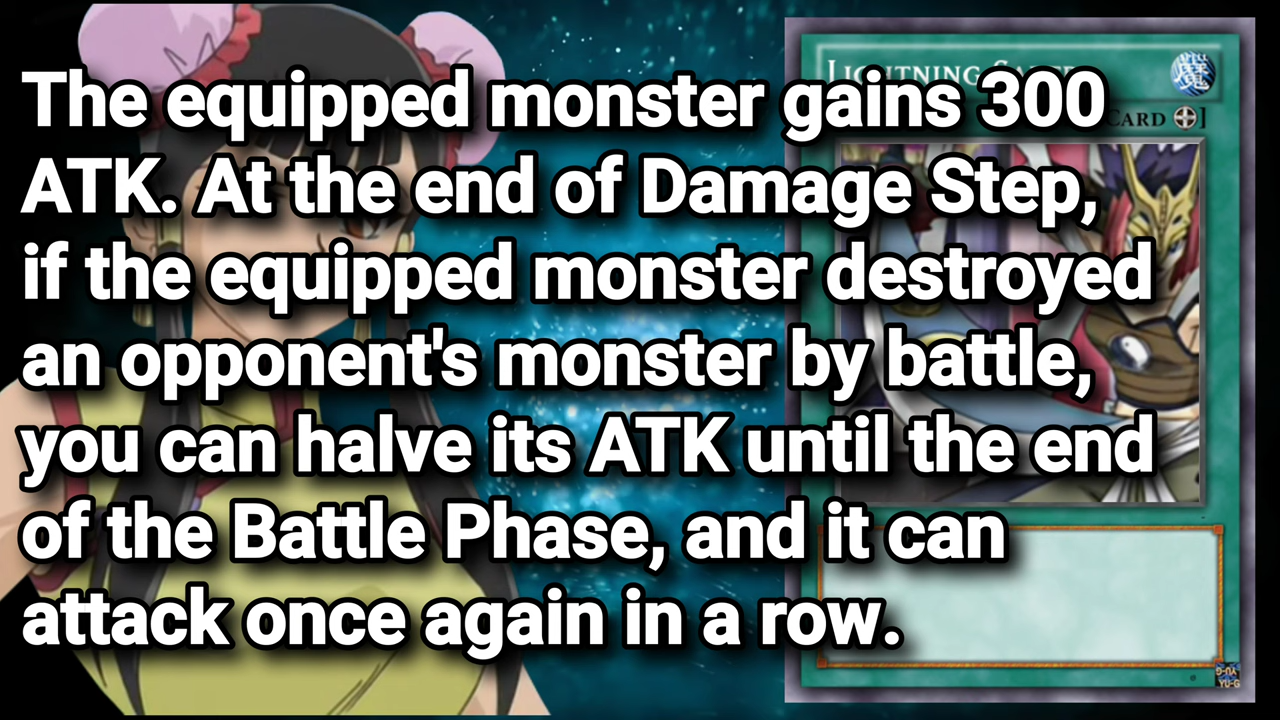 The equipped monster gains 300
ATK. At the end of Damage Step,
if the equipped monster destroyed
an opponent's monster by battle,
you can halve its ATK until the end
of the Battle Phase, and it can
attack once again in a row.
LIGHTNING
CARD ]
魔